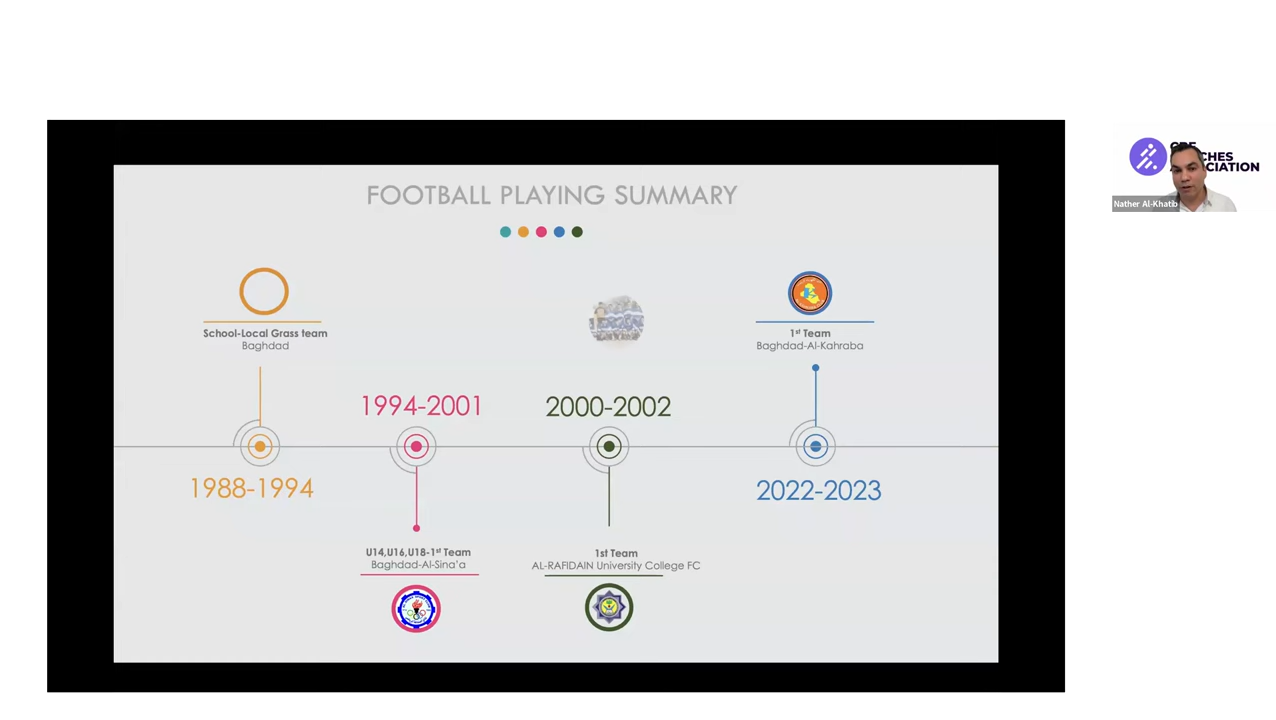 FOOTBALL PLAYING SUMMARY
School-Local Grass team
Baghdad
1st Team
Baghdad-Al-Kahraba
1994-2001
2000-2002
1988-1994
2022-2023
U14,U16,U18-1st Team
Baghdad-Al-Sina'a
1st Team
AL-RAFIDAIN University College FC
Nather Al-Khatib